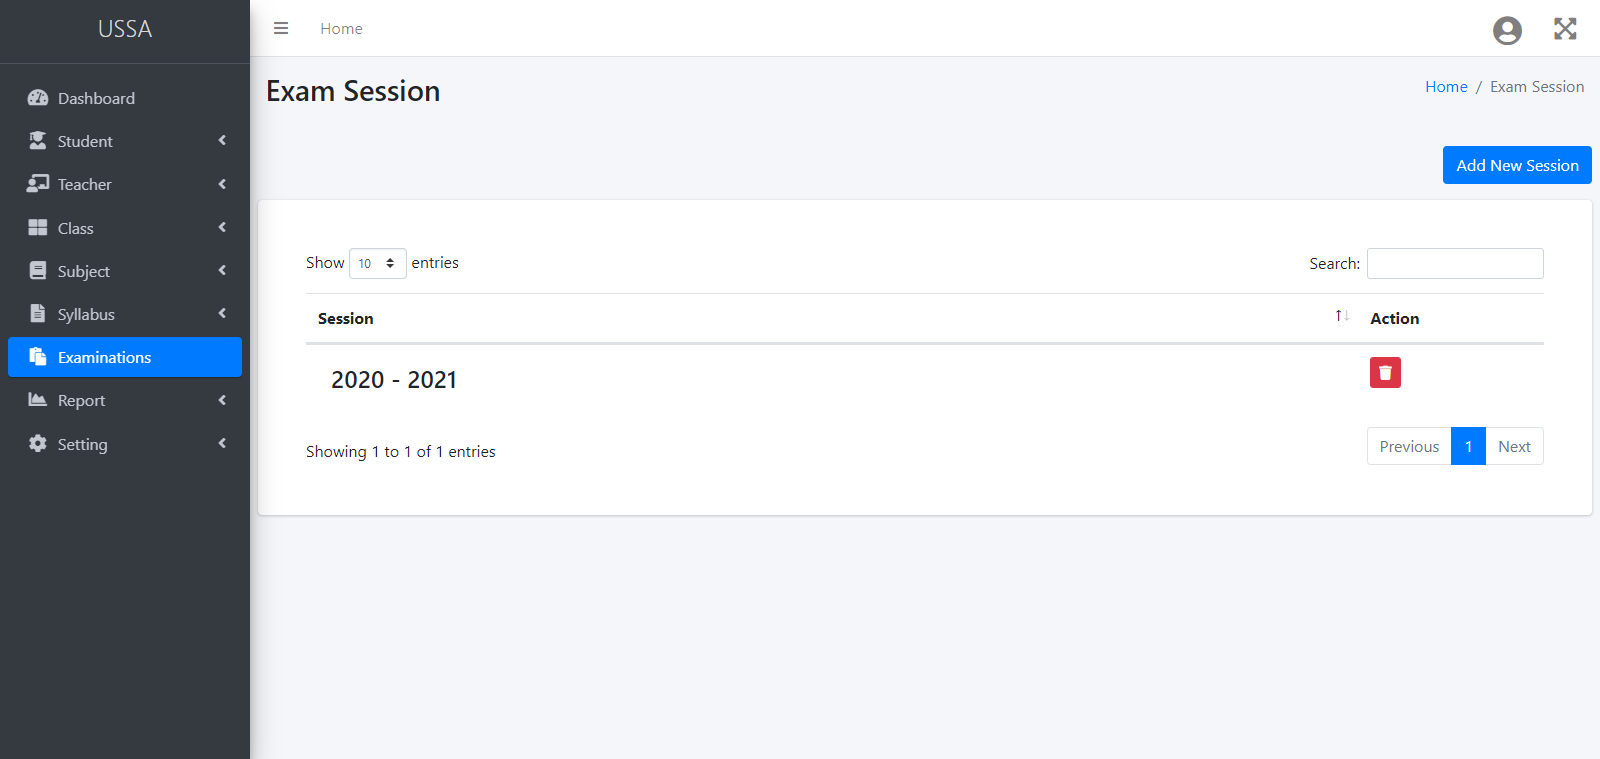 USSA
Home
Dashboard
Student
Teacher
Class
Subject
Syllabus
Examinations
Report
Setting
Exam Session
Home / Exam Session
Add New Session
Show 10 entries
Search:
Session
Action
2020 - 2021
Showing 1 to 1 of 1 entries
Previous 1 Next